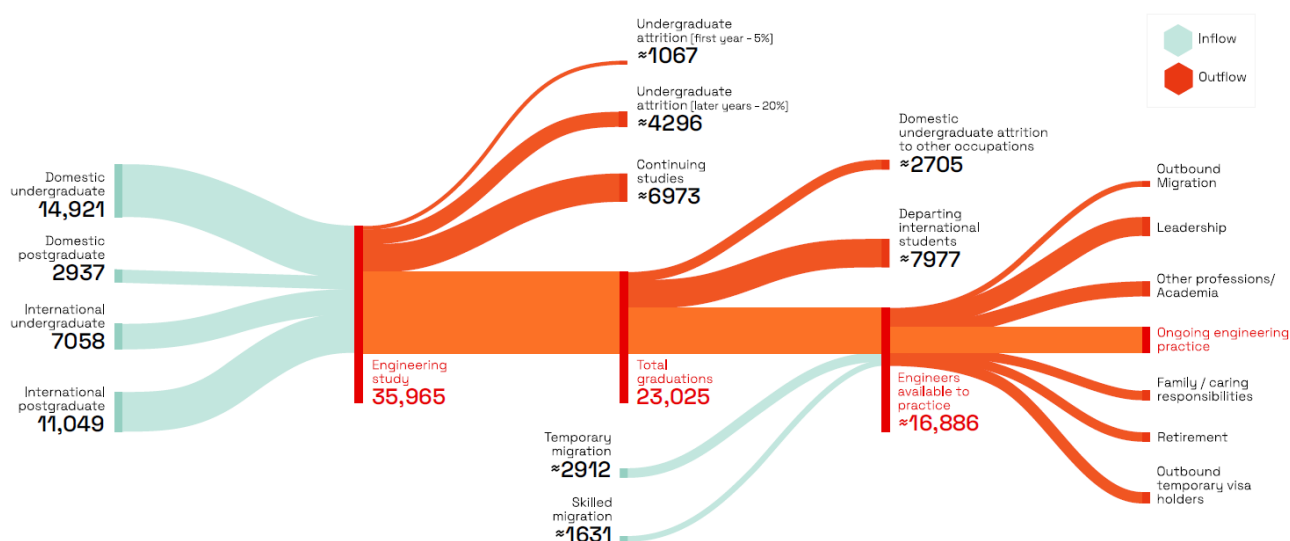 Undergraduate
attrition [first year - 5%]
≈1067
Inflow
Outflow
Undergraduate
attrition [later years - 20%]
≈4296
Domestic
undergraduate attrition
to other occupations
≈2705
Domestic
undergraduate
14,921
Continuing
studies
≈6973
Outbound
Migration
Domestic
postgraduate
2937
Departing
international
students
≈7977
Leadership
Other professions/
Academia
International
undergraduate
7058
Ongoing engineering
practice
Engineering
study
35,965
Total
graduations
23,025
Engineers
available to
practice
≈16,886
Family / caring
responsibilities
International
postgraduate
11,049
Temporary
migration
≈2912
Retirement
Outbound
temporary visa
holders
Skilled
migration
≈1631